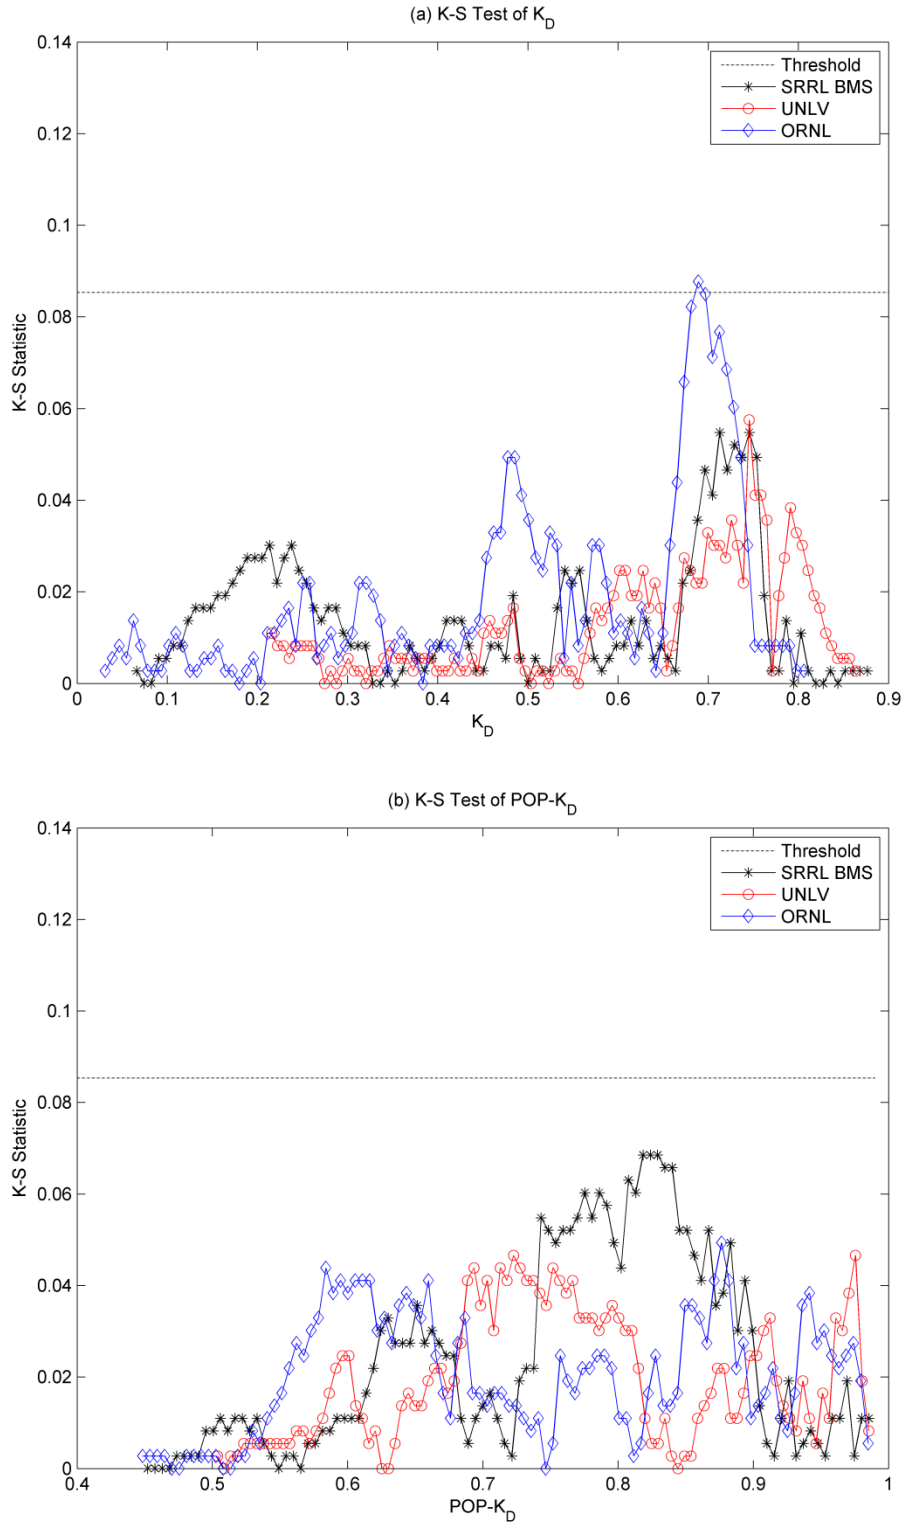 (a) K-S Test of K_D
0.14
0.12
0.1
0.08
0.06
0.04
0.02
0
K-S Statistic
Threshold
SRRL BMS
UNLV
ORNL
0 0.1 0.2 0.3 0.4 0.5 0.6 0.7 0.8 0.9
K_D
(b) K-S Test of POP-K_D
0.14
0.12
0.1
0.08
0.06
0.04
0.02
0
K-S Statistic
Threshold
SRRL BMS
UNLV
ORNL
0.4 0.5 0.6 0.7 0.8 0.9 1
POP-K_D